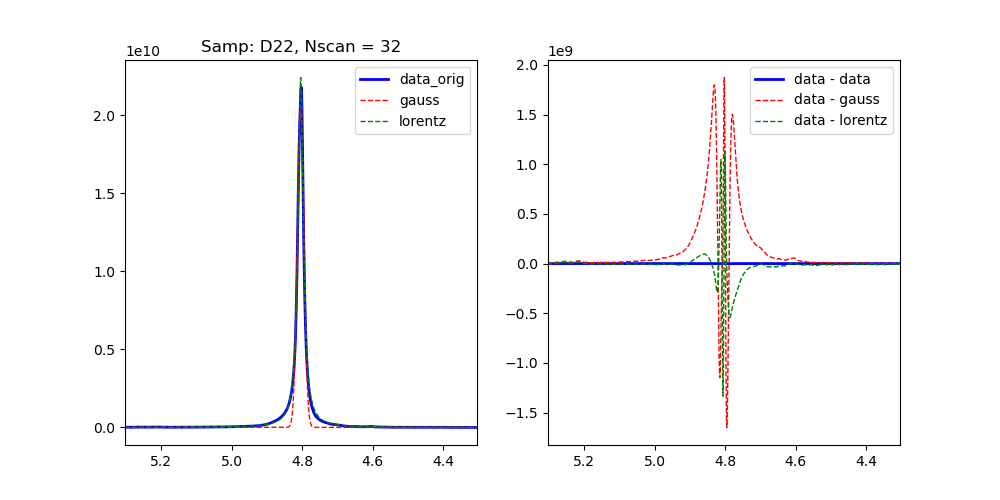 Samp: D22, Nscan = 32
1e10
data_orig
gauss
lorentz
2.0
1.5
1.0
0.5
0.0
5.2 5.0 4.8 4.6 4.4
1e9
data - data
data - gauss
data - lorentz
2.0
1.5
1.0
0.5
0.0
−0.5
−1.0
−1.5
5.2 5.0 4.8 4.6 4.4